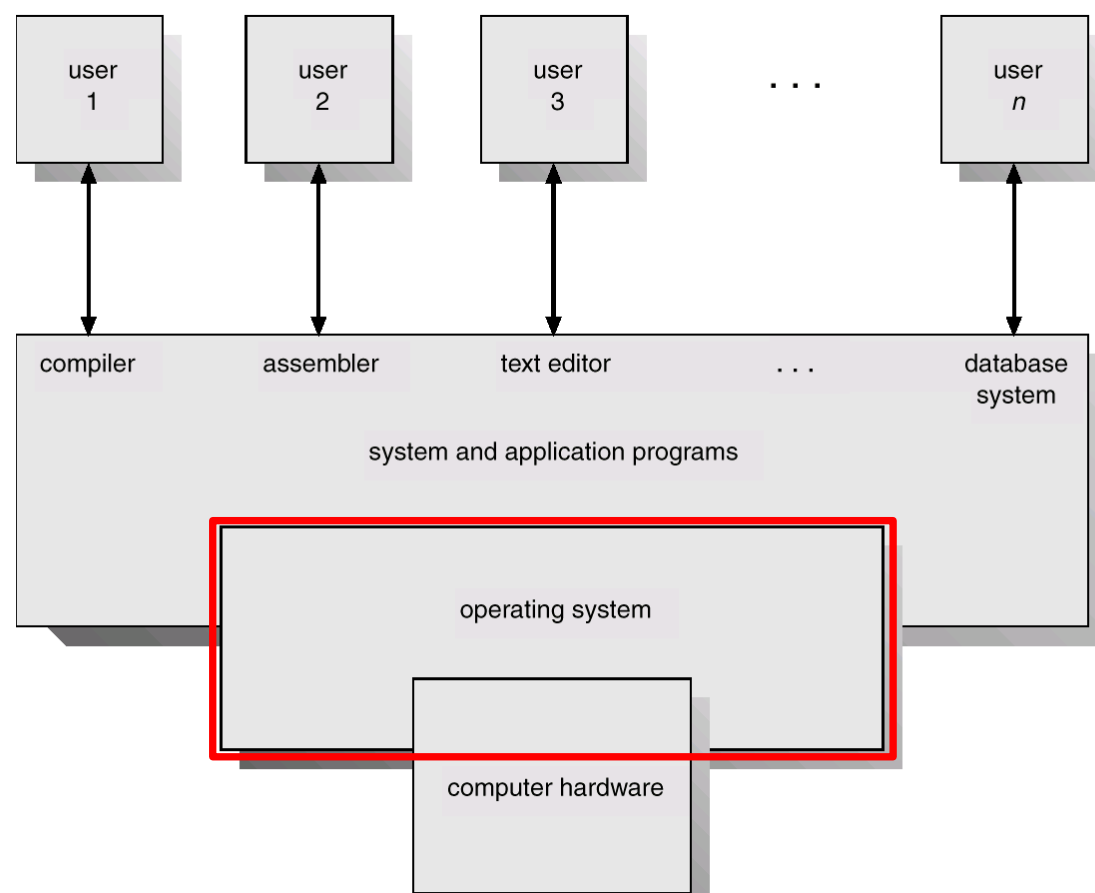 user
1
user
2
user
3
. . .
user
n
compiler
assembler
text editor
. . .
database
system
system and application programs
operating system
computer hardware